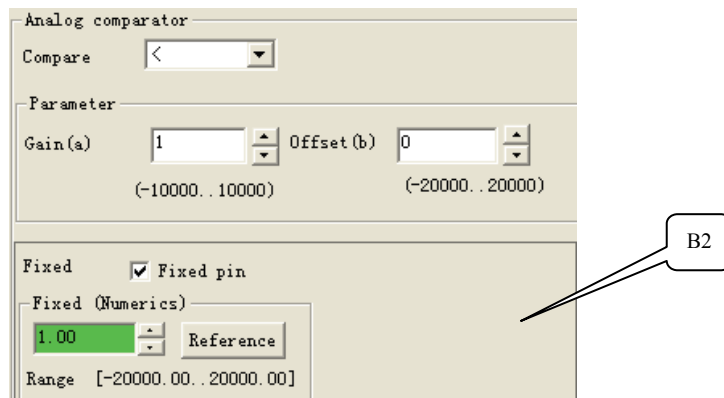 Analog comparator
Compare <
Parameter
Gain(a) 1 Offset(b) 0
(-10000..10000) (-20000..20000)
B2
Fixed Fixed pin
Fixed (Numerics)
1.00 Reference
Range [-20000.00..20000.00]